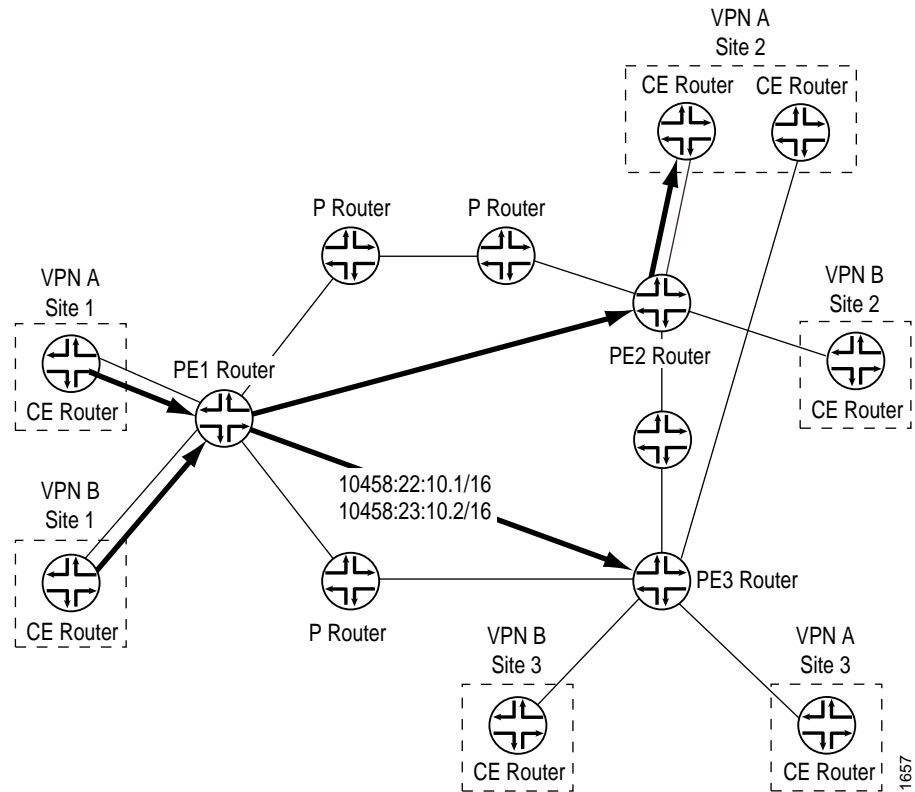 VPN A
Site 2
CE Router
CE Router
P Router
P Router
VPN A
Site 1
CE Router
PE1 Router
PE2 Router
VPN B
Site 2
CE Router
VPN B
Site 1
CE Router
10458:22:10.1/16
10458:23:10.2/16
P Router
PE3 Router
VPN B
Site 3
CE Router
VPN A
Site 3
CE Router
1657